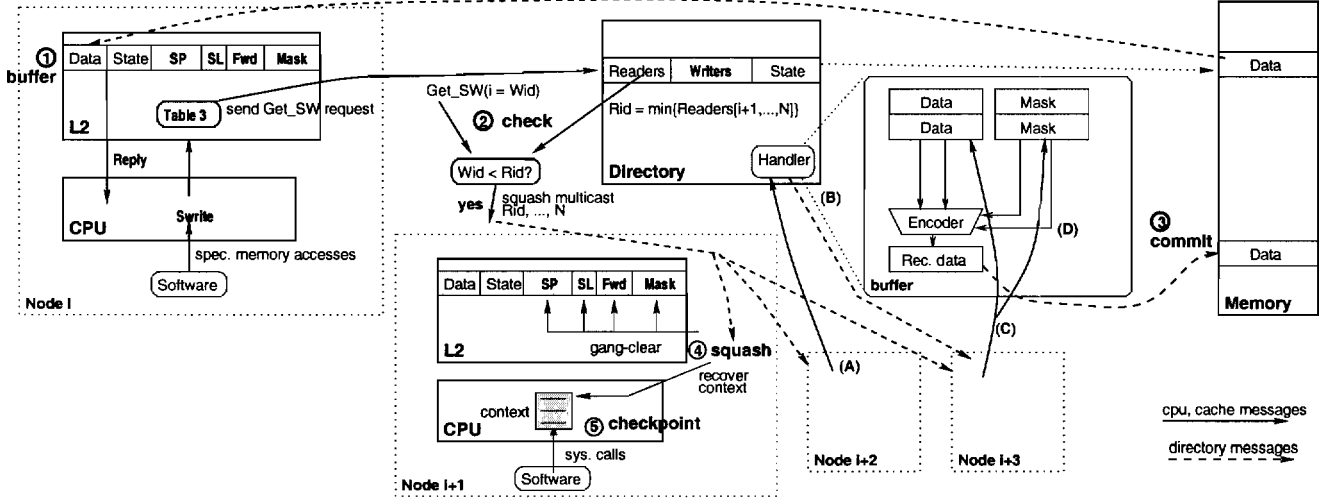 ① buffer
Data State SP SL Fwd Mask
Table 3
send Get_SW request
L2
Reply
CPU
Swrite
spec. memory accesses
Software
Node i
Get_SW(i = Wid)
② check
Wid < Rid?
yes
squash multicast
Rid, ..., N
Readers Writers State
Rid = min{Readers[i+1,...,N]}
Directory
Handler
(B)
Data Mask
Data Mask
Encoder
(D)
Rec. data
buffer
③ commit
Data
Data
Memory
Data State SP SL Fwd Mask
gang-clear
L2
④ squash
recover
context
context
CPU
⑤ checkpoint
sys. calls
Software
Node i+1
(A)
(C)
Node i+2
Node i+3
cpu, cache messages
directory messages